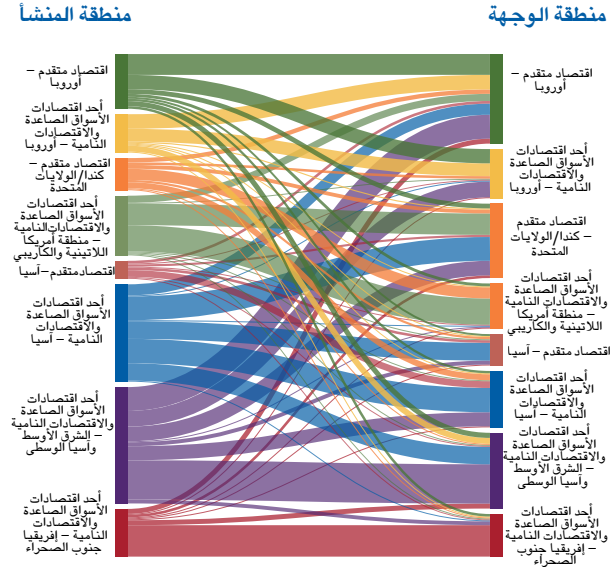 منطقة المنشأ
منطقة الوجهة
اقتصاد متقدم –
أوروبا
أحد اقتصادات
الأسواق الصاعدة
والاقتصادات
النامية – أوروبا
اقتصاد متقدم –
كندا/الولايات
المتحدة
أحد اقتصادات
الأسواق الصاعدة
والاقتصادات النامية
– منطقة أمريكا
اللاتينية والكاريبي
اقتصاد متقدم – آسيا
أحد اقتصادات
الأسواق الصاعدة
والاقتصادات
النامية – آسيا
أحد اقتصادات
الأسواق الصاعدة
والاقتصادات النامية
– الشرق الأوسط
وآسيا الوسطى
أحد اقتصادات
الأسواق الصاعدة
والاقتصادات
النامية – إفريقيا
جنوب الصحراء
اقتصاد متقدم –
أوروبا
أحد اقتصادات
الأسواق الصاعدة
والاقتصادات
النامية – أوروبا
اقتصاد متقدم
– كندا/الولايات
المتحدة
أحد اقتصادات
الأسواق الصاعدة
والاقتصادات النامية
– منطقة أمريكا
اللاتينية والكاريبي
اقتصاد متقدم – آسيا
أحد اقتصادات
الأسواق الصاعدة
والاقتصادات
النامية – آسيا
أحد اقتصادات
الأسواق الصاعدة
والاقتصادات النامية
– الشرق الأوسط
وآسيا الوسطى
أحد اقتصادات
الأسواق الصاعدة
والاقتصادات النامية
– إفريقيا جنوب
الصحراء